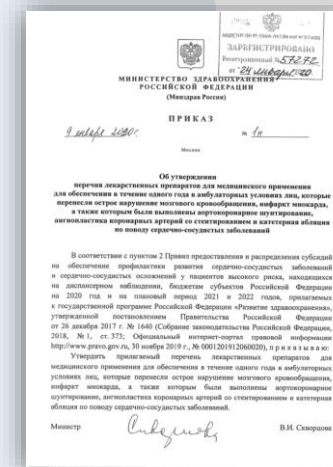 МИНИСТЕРСТВО ЮСТИЦИИ РОССИЙСКОЙ ФЕДЕРАЦИИ
ЗАРЕГИСТРИРОВАНО
Регистрационный № 57272
от "24 января 2020.
МИНИСТЕРСТВО ЗДРАВООХРАНЕНИЯ
РОССИЙСКОЙ ФЕДЕРАЦИИ
(Минздрав России)
ПРИКАЗ
9 января 2020г.
№ 1н
Москва
Об утверждении
перечня лекарственных препаратов для медицинского применения
для обеспечения в течение одного года в амбулаторных условиях лиц, которые
перенесли острое нарушение мозгового кровообращения, инфаркт миокарда,
а также которым были выполнены аортокоронарное шунтирование,
ангиопластика коронарных артерий со стентированием и катетерная абляция
по поводу сердечно-сосудистых заболеваний
В соответствии с пунктом 2 Правил предоставления и распределения субсидий
на обеспечение профилактики развития сердечно-сосудистых заболеваний
и сердечно-сосудистых осложнений у пациентов высокого риска, находящихся
на диспансерном наблюдении, бюджетам субъектов Российской Федерации
на 2020 год и на плановый период 2021 и 2022 годов, прилагаемых
к государственной программе Российской Федерации «Развитие здравоохранения»,
утвержденной постановлением Правительства Российской Федерации
от 26 декабря 2017 г. № 1640 (Собрание законодательства Российской Федерации,
2018, № 1, ст. 373; Официальный интернет-портал правовой информации
http://www.pravo.gov.ru, 30 ноября 2019 г., № 0001201912060020), п р и к а з ы в а ю:
Утвердить прилагаемый перечень лекарственных препаратов для
медицинского применения для обеспечения в течение одного года в амбулаторных
условиях лиц, которые перенесли острое нарушение мозгового кровообращения,
инфаркт миокарда, а также которым были выполнены аортокоронарное
шунтирование, ангиопластика коронарных артерий со стентированием и катетерная
абляция по поводу сердечно-сосудистых заболеваний.
Министр
В.И. Скворцова